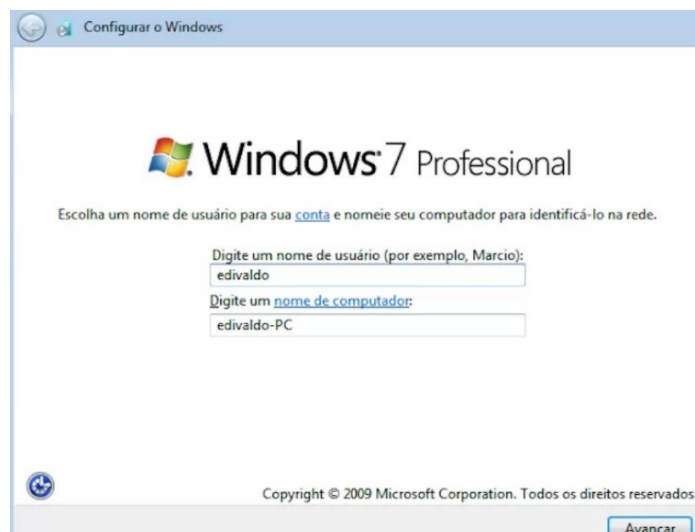 Configurar o Windows
Windows 7 Professional
Escolha um nome de usuário para sua conta e nomeie seu computador para identificá-lo na rede.
Digite um nome de usuário (por exemplo, Marcio):
edivaldo
Digite um nome de computador:
edivaldo-PC
Copyright © 2009 Microsoft Corporation. Todos os direitos reservados
Avançar